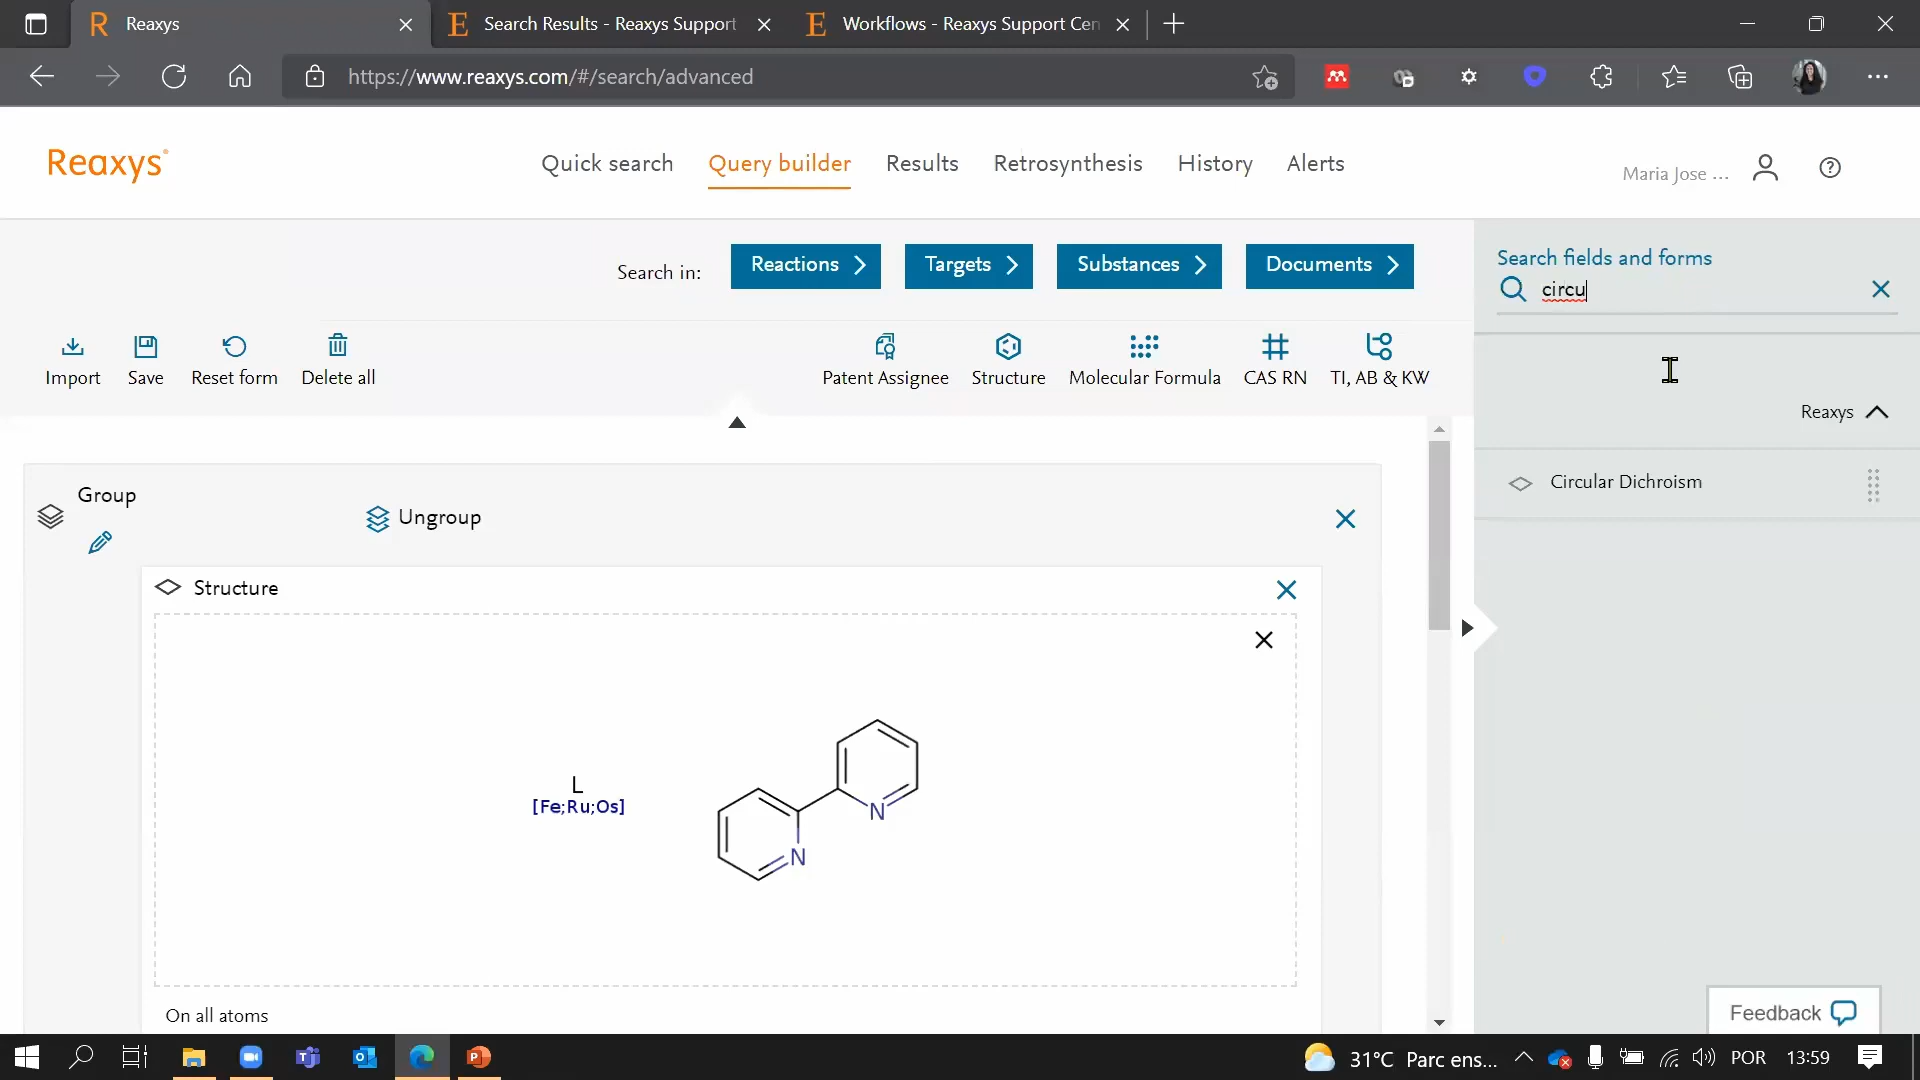 Reaxys
Search Results - Reaxys Support
Workflows - Reaxys Support Cen
https://www.reaxys.com/#/search/advanced
Reaxys
Quick search
Query builder
Results
Retrosynthesis
History
Alerts
Maria Jose ...
Search in:
Reactions
Targets
Substances
Documents
Search fields and forms
circu
Import
Save
Reset form
Delete all
Patent Assignee
Structure
Molecular Formula
CAS RN
TI, AB & KW
Reaxys
Circular Dichroism
Group
Ungroup
Structure
L
[Fe;Ru;Os]
N
N
On all atoms
Feedback
31°C Parc ens...
POR
13:59